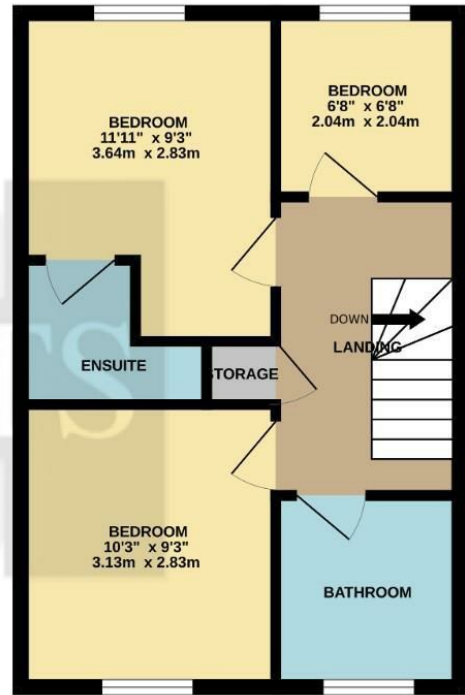 BEDROOM
11'11" x 9'3"
3.64m x 2.83m
BEDROOM
6'8" x 6'8"
2.04m x 2.04m
DOWN
LANDING
ENSUITE
STORAGE
BEDROOM
10'3" x 9'3"
3.13m x 2.83m
BATHROOM